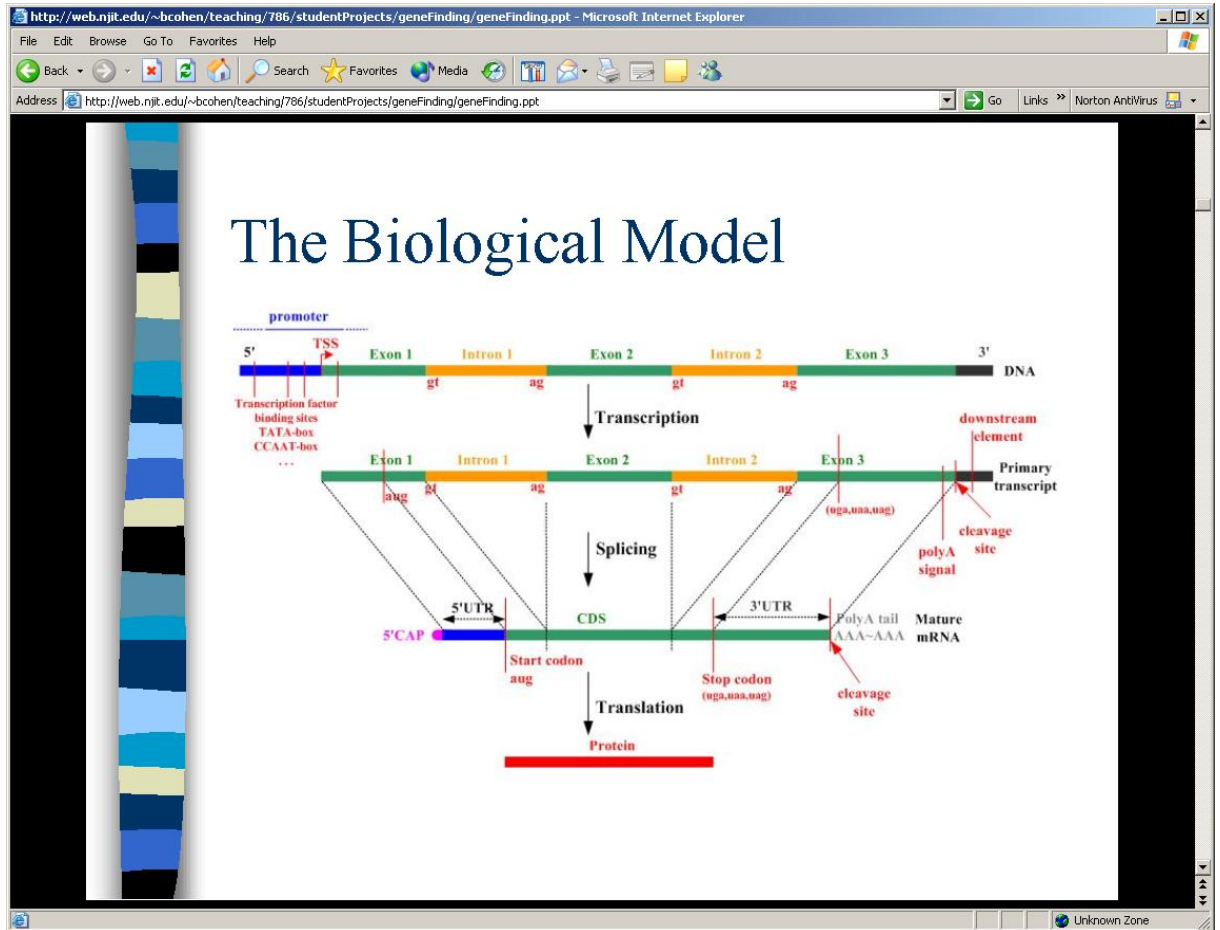 http://web.njit.edu/~bcohen/teaching/786/studentProjects/geneFinding/geneFinding.ppt - Microsoft Internet Explorer
File Edit Browse Go To Favorites Help
Back Search Favorites Media
Address http://web.njit.edu/~bcohen/teaching/786/studentProjects/geneFinding/geneFinding.ppt Go Links » Norton AntiVirus
The Biological Model
promoter
5' TSS Exon 1 Intron 1 Exon 2 Intron 2 Exon 3 3'
DNA
gt ag gt ag
Transcription factor
binding sites
TATA-box
CCAAT-box
...
Transcription
downstream
element
Exon 1 Intron 1 Exon 2 Intron 2 Exon 3
Primary
transcript
aug gt ag gt ag
(uga,uaa,uag)
cleavage
site
polyA
signal
Splicing
5'UTR CDS 3'UTR
5'CAP
PolyA tail
AAA~AAA
Mature
mRNA
Start codon
aug
Stop codon
(uga,uaa,uag)
cleavage
site
Translation
Protein
Unknown Zone